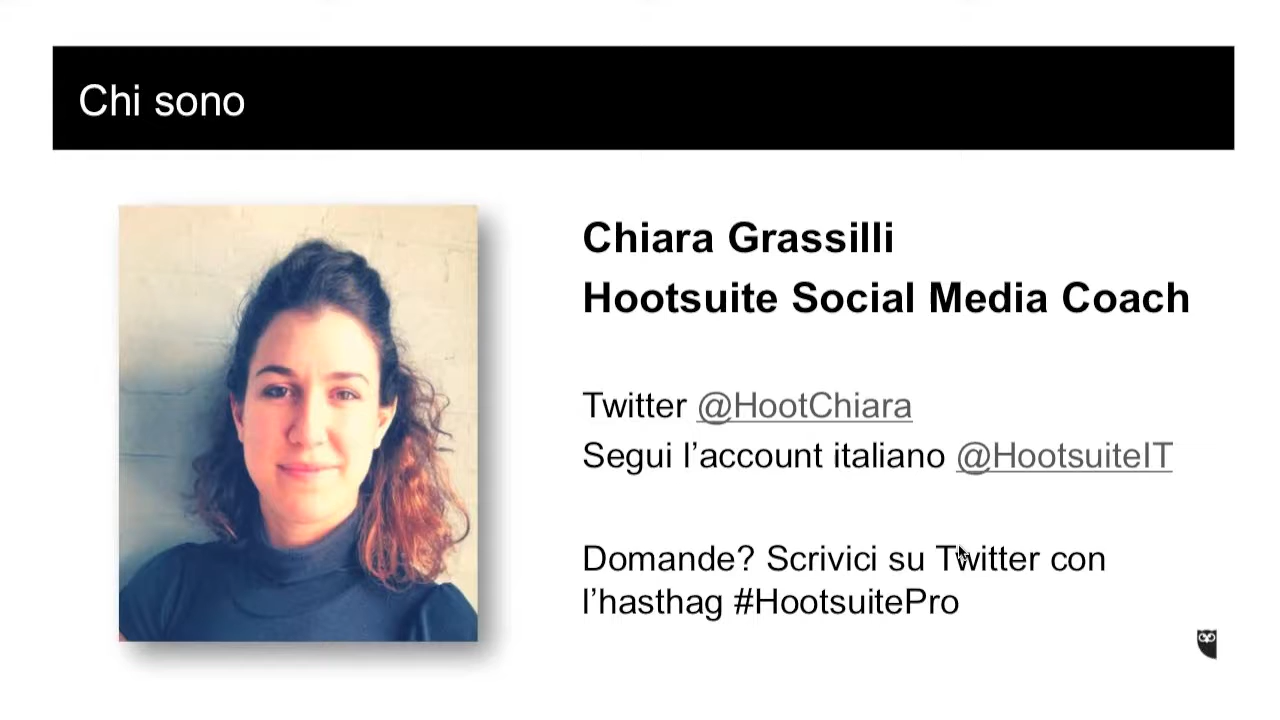 Chi sono
Chiara Grassilli
Hootsuite Social Media Coach
Twitter @HootChiara
Segui l’account italiano @HootsuiteIT
Domande? Scrivici su Twitter con
l’hasthag #HootsuitePro